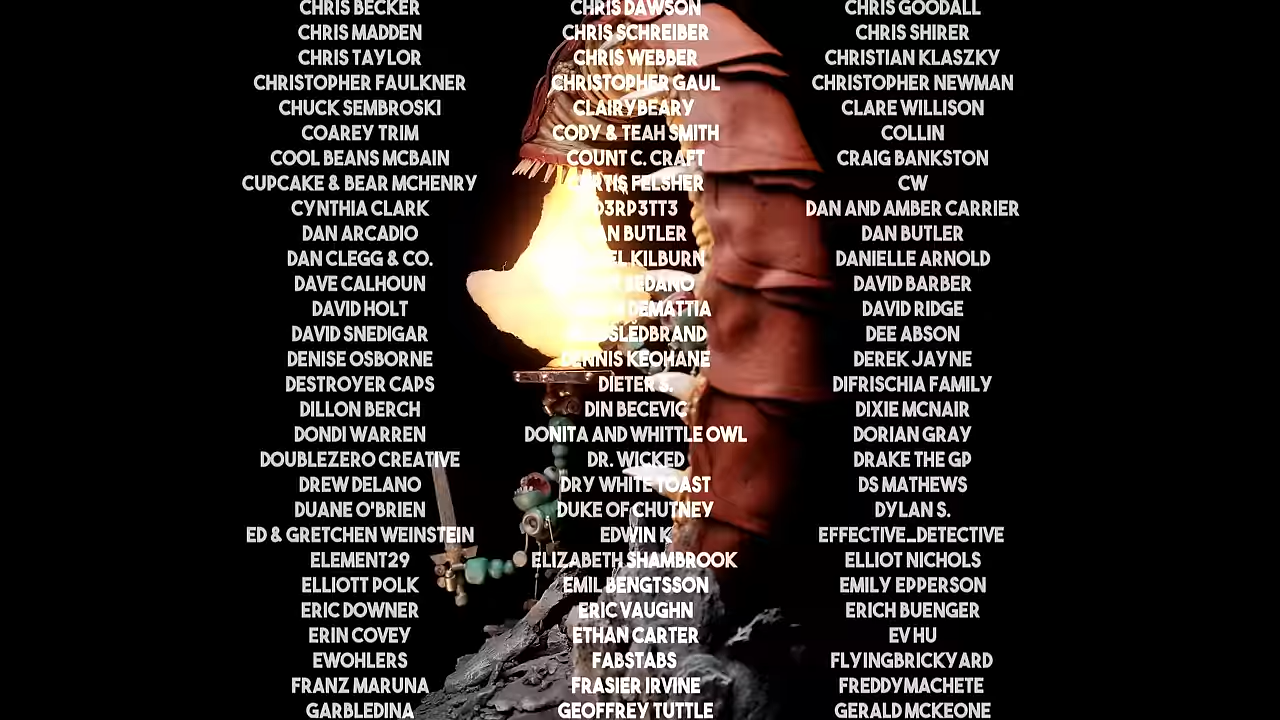 CHRIS BECKER CHRIS DAWSON CHRIS GOODALL
CHRIS MADDEN CHRIS SCHREIBER CHRIS SHIRER
CHRIS TAYLOR CHRIS WEBBER CHRISTIAN KLASZKY
CHRISTOPHER FAULKNER CHRISTOPHER GAUL CHRISTOPHER NEWMAN
CHUCK SEMBROSKI CLAIRYBEARY CLARE WILLISON
COAREY TRIM CODY & TEAH SMITH COLLIN
COOL BEANS MCBAIN COUNT C. CRAFT CRAIG BANKSTON
CUPCAKE & BEAR MCHENRY CURTIS FELSHER CW
CYNTHIA CLARK DAN AND AMBER CARRIER
DAN ARCADIO BUTLER DAN BUTLER
DAN CLEGG & CO. KILBURN DANIELLE ARNOLD
DAVE CALHOUN SEDANO DAVID BARBER
DAVID HOLT DEMATTIA DAVID RIDGE
DAVID SNEDIGAR DEE ABSON
DENISE OSBORNE DENNIS KEOHANE DEREK JAYNE
DESTROYER CAPS DIETER S. DIFRISCHIA FAMILY
DILLON BERCH DIN BECEVIC DIXIE MCNAIR
DONDI WARREN DONITA AND WHITTLE OWL DORIAN GRAY
DOUBLEZERO CREATIVE DR. WICKED DRAKE THE GP
DREW DELANO DRY WHITE TOAST DS MATHEWS
DUANE O'BRIEN DUKE OF CHUTNEY DYLAN S.
ED & GRETCHEN WEINSTEIN EDWIN K EFFECTIVE_DETECTIVE
ELEMENT29 ELIZABETH SHAMBROOK ELLIOT NICHOLS
ELLIOTT POLK EMIL BENGTSSON EMILY EPPERSON
ERIC DOWNER ERIC VAUGHN ERICH BUENGER
ERIN COVEY ETHAN CARTER EV HU
EWOHLERS FABSTABS FLYINGBRICKYARD
FRANZ MARUNA FRASIER IRVINE FREDDYMACHETE
GARBLEDINA GEOFFREY TUTTLE GERALD MCKEONE